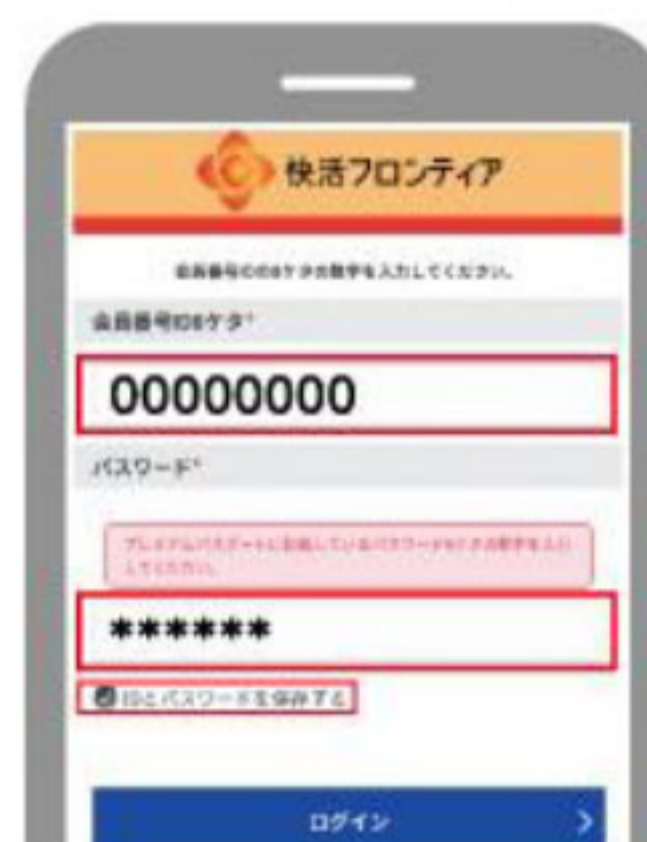 快活フロンティア
会員番号IDの8ケタの数字を入力してください。
会員番号ID8ケタ*
00000000
パスワード*
プレミアムパスポートに記載しているパスワード6ケタの数字を入力
してください。
******
IDとパスワードを保存する
ログイン